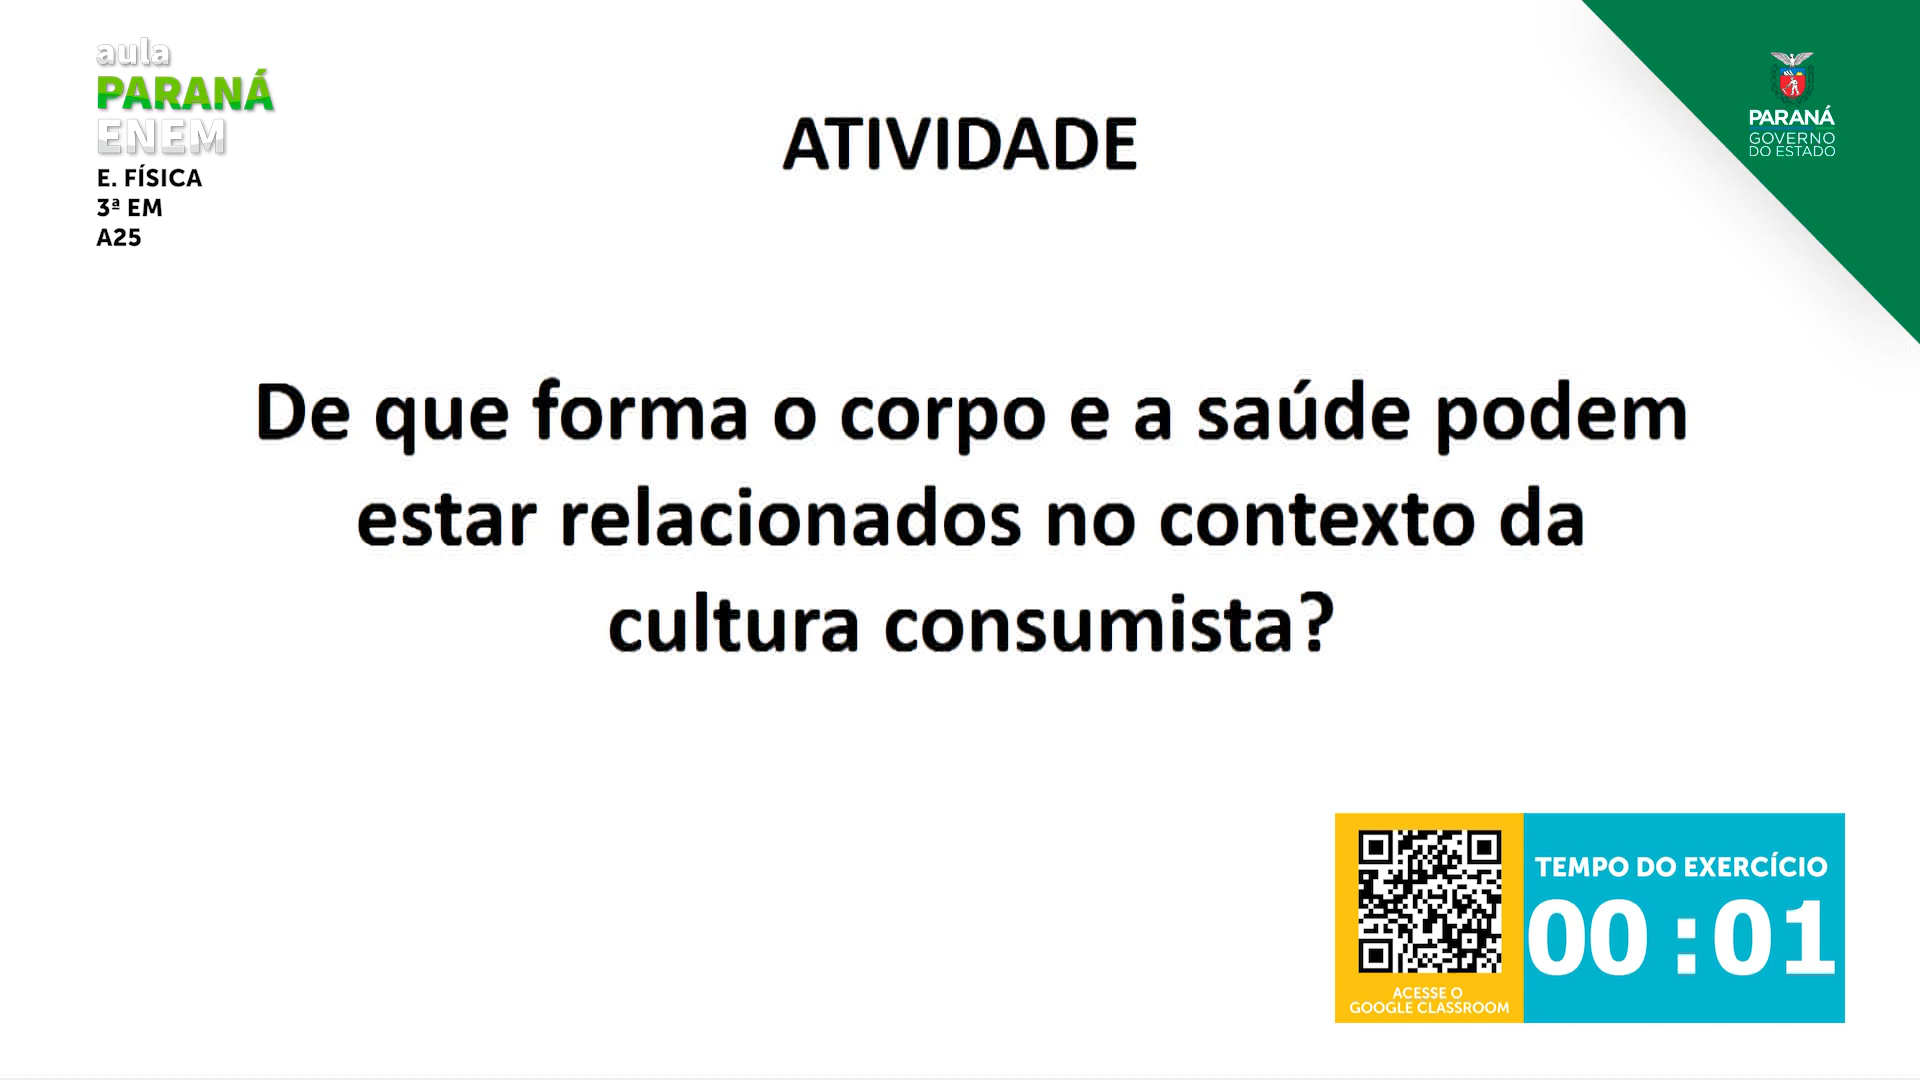 aula
PARANÁ
ENEM
E. FÍSICA
3ª EM
A25
ATIVIDADE
PARANÁ
GOVERNO
DO ESTADO
De que forma o corpo e a saúde podem
estar relacionados no contexto da
cultura consumista?
ACESSE O
GOOGLE CLASSROOM
TEMPO DO EXERCÍCIO
00:01